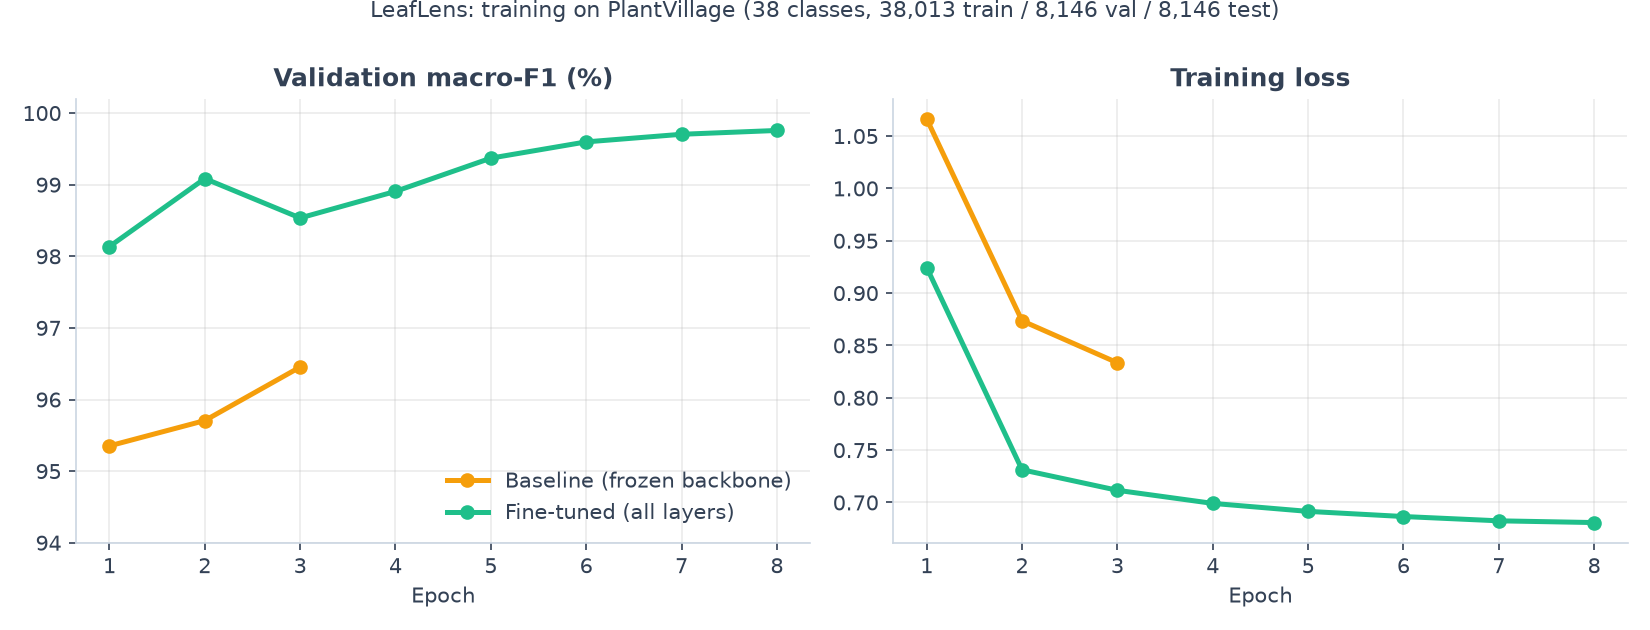 LeafLens: training on PlantVillage (38 classes, 38,013 train / 8,146 val / 8,146 test)
Validation macro-F1 (%)
100
99
98
97
96
95
94
Baseline (frozen backbone)
Fine-tuned (all layers)
1 2 3 4 5 6 7 8
Epoch
Training loss
1.05
1.00
0.95
0.90
0.85
0.80
0.75
0.70
1 2 3 4 5 6 7 8
Epoch